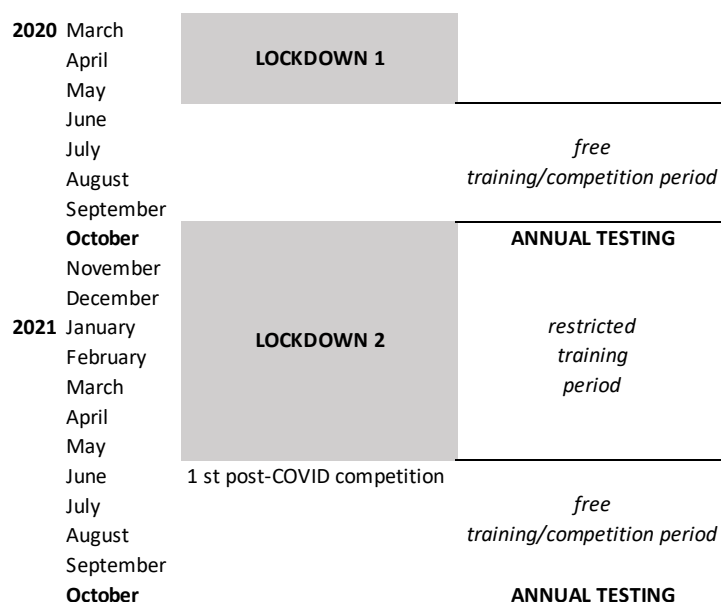 2020 March
April LOCKDOWN 1
May
June
July free
August training/competition period
September
October ANNUAL TESTING
November
December
2021 January restricted
LOCKDOWN 2
February training
March period
April
May
June 1 st post-COVID competition
July free
August training/competition period
September
October ANNUAL TESTING